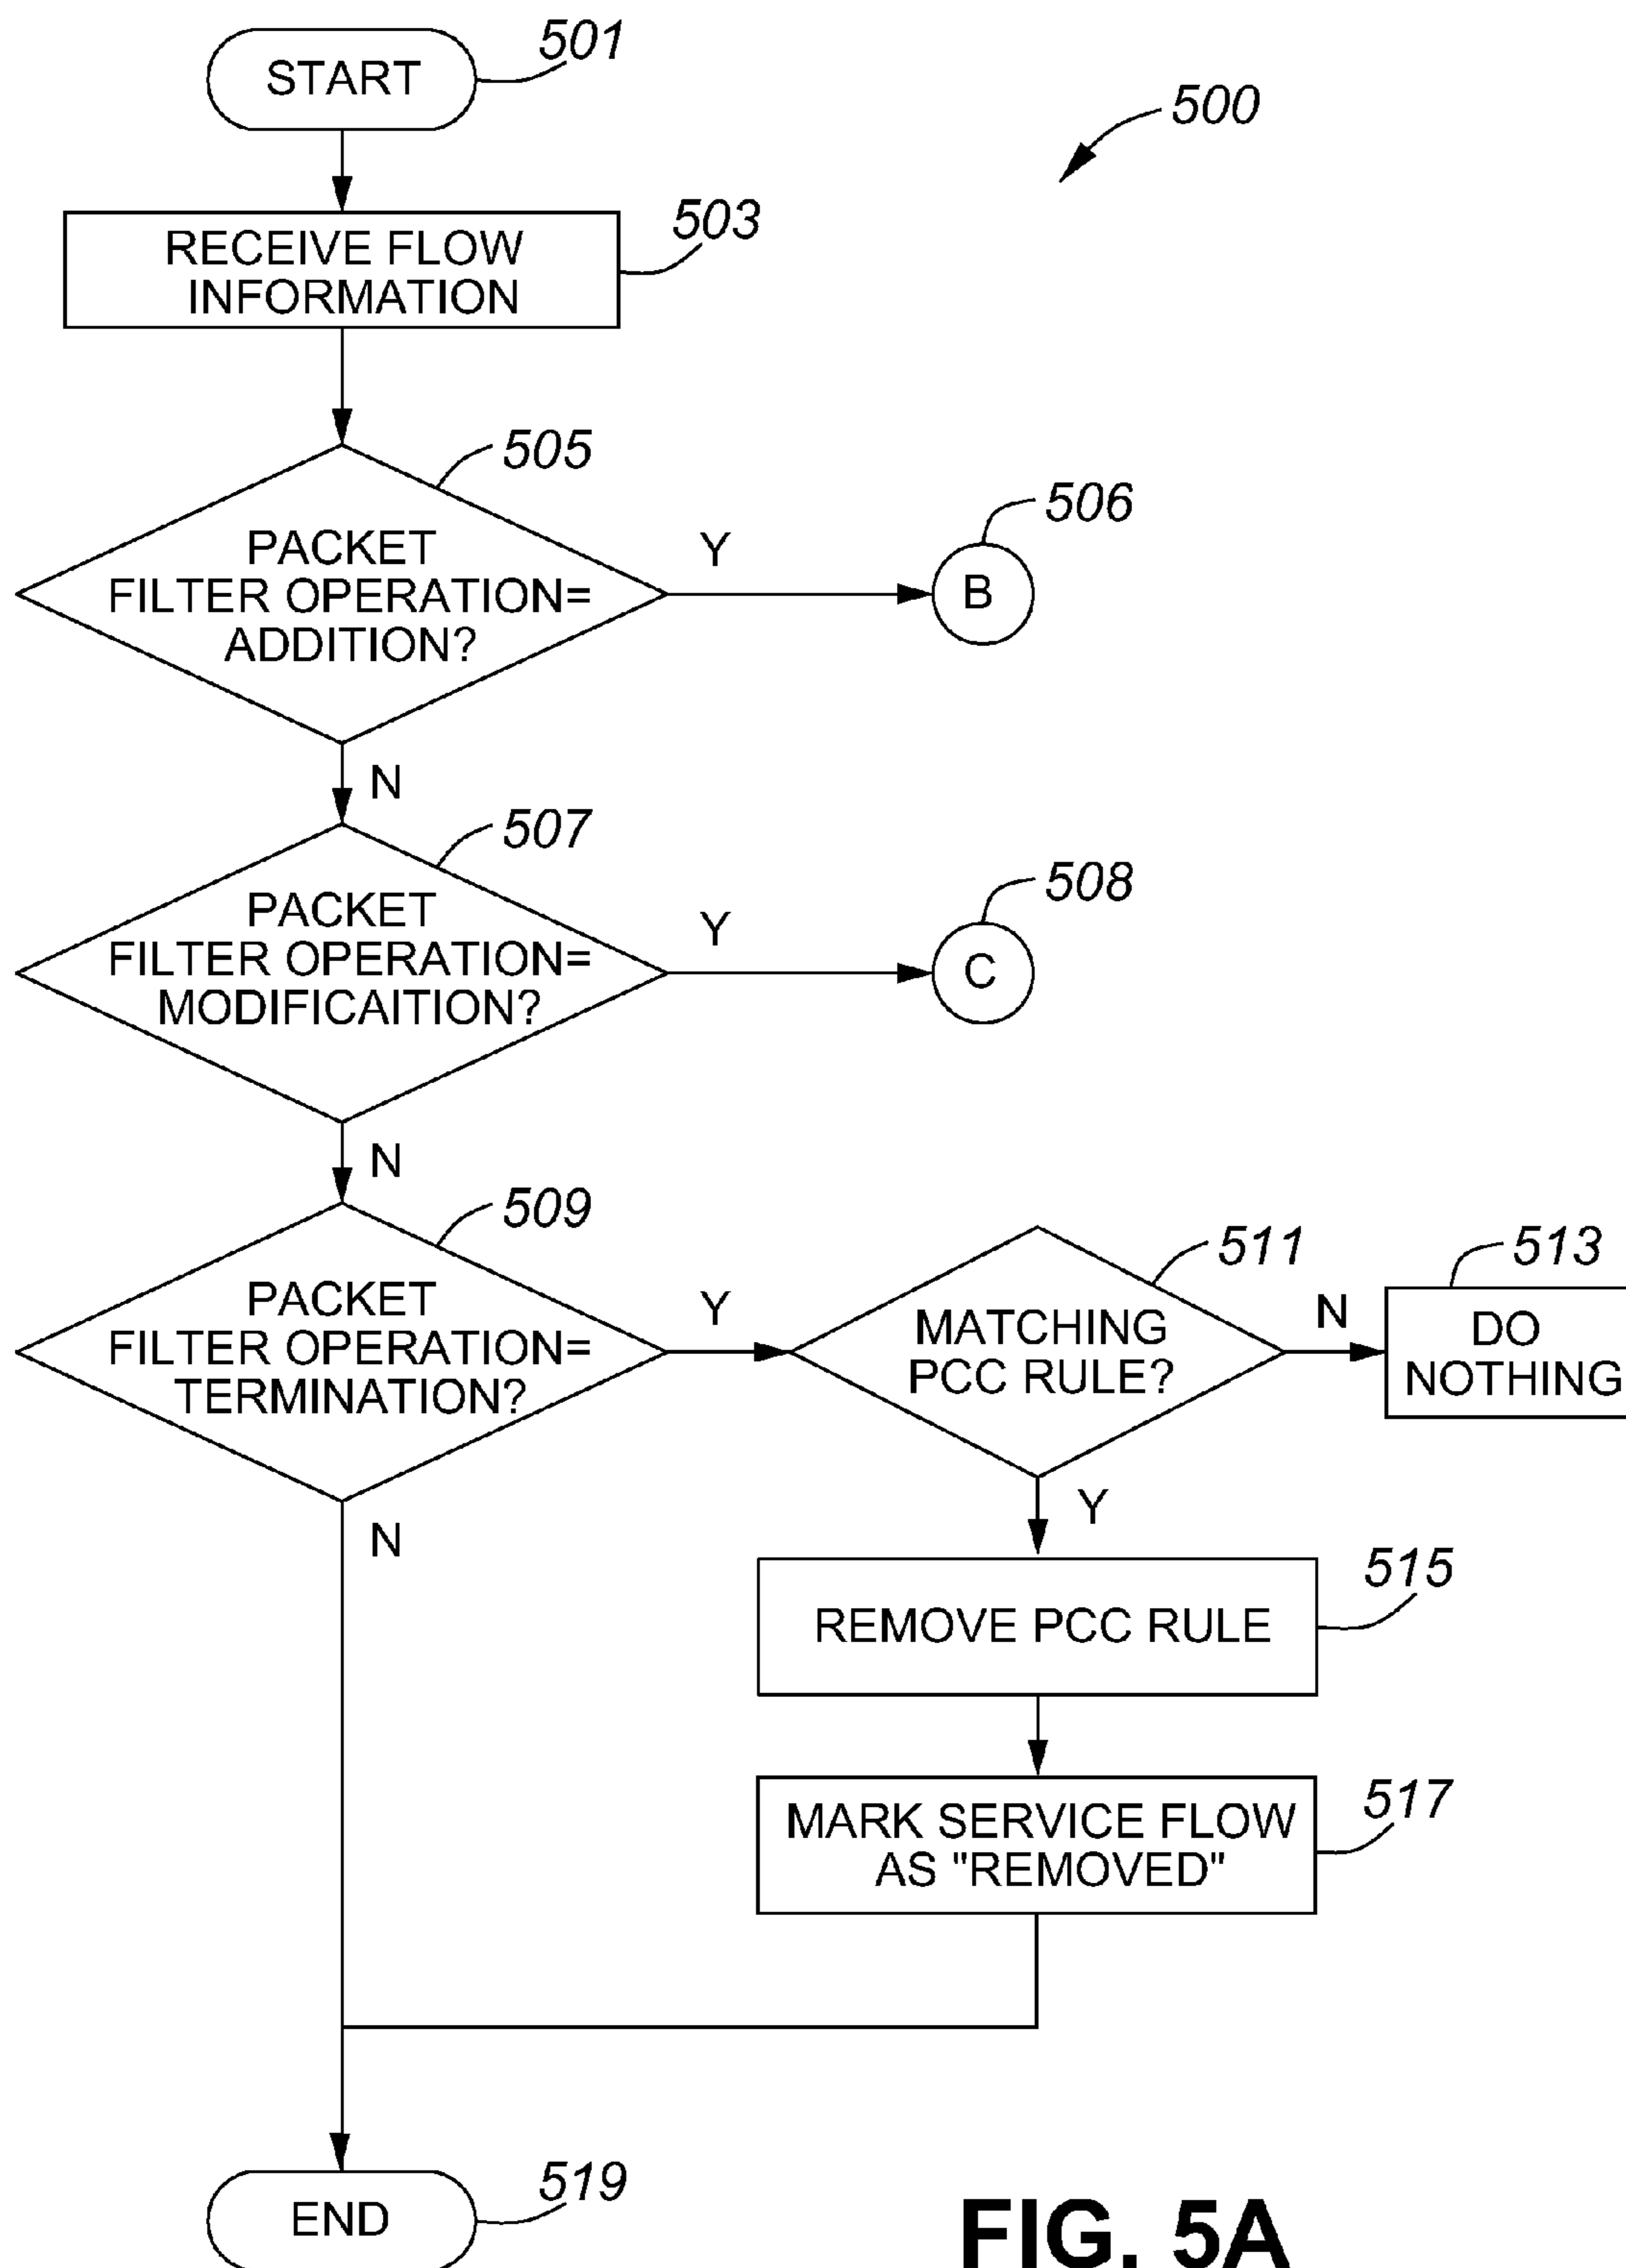 START
501
500
RECEIVE FLOW
INFORMATION
503
505
PACKET
FILTER OPERATION=
ADDITION?
Y
506
B
N
507
PACKET
FILTER OPERATION=
MODIFICAITION?
Y
508
C
N
509
PACKET
FILTER OPERATION=
TERMINATION?
Y
511
MATCHING
PCC RULE?
N
513
DO
NOTHING
Y
N
515
REMOVE PCC RULE
517
MARK SERVICE FLOW
AS "REMOVED"
END
519
FIG. 5A